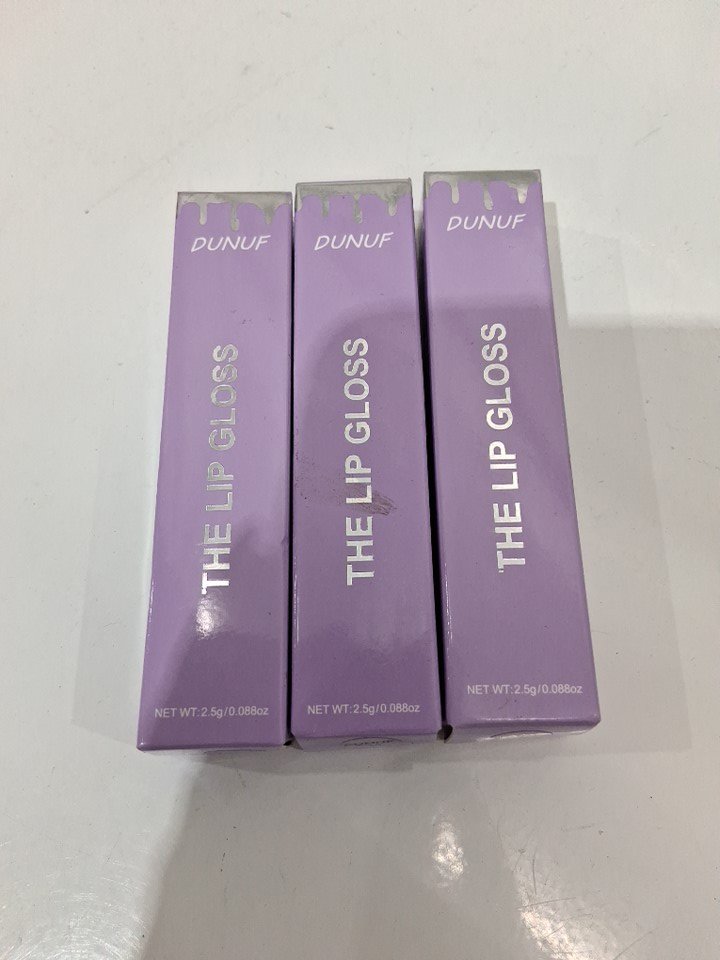 DUNUF
THE LIP GLOSS
NET WT:2.5g/0.088oz
DUNUF
THE LIP GLOSS
NET WT:2.5g/0.088oz
DUNUF
THE LIP GLOSS
NET WT:2.5g/0.088oz